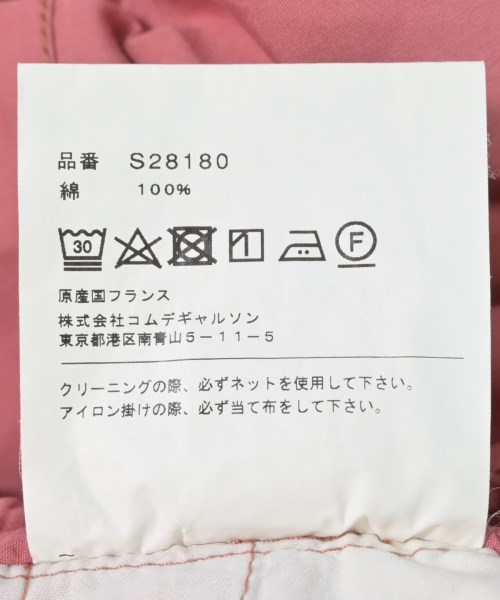 品番 S28180
綿 100%
30 F
原産国フランス
株式会社コムデギャルソン
東京都港区南青山5-11-5
クリーニングの際、必ずネットを使用して下さい。
アイロン掛けの際、必ず当て布をして下さい。